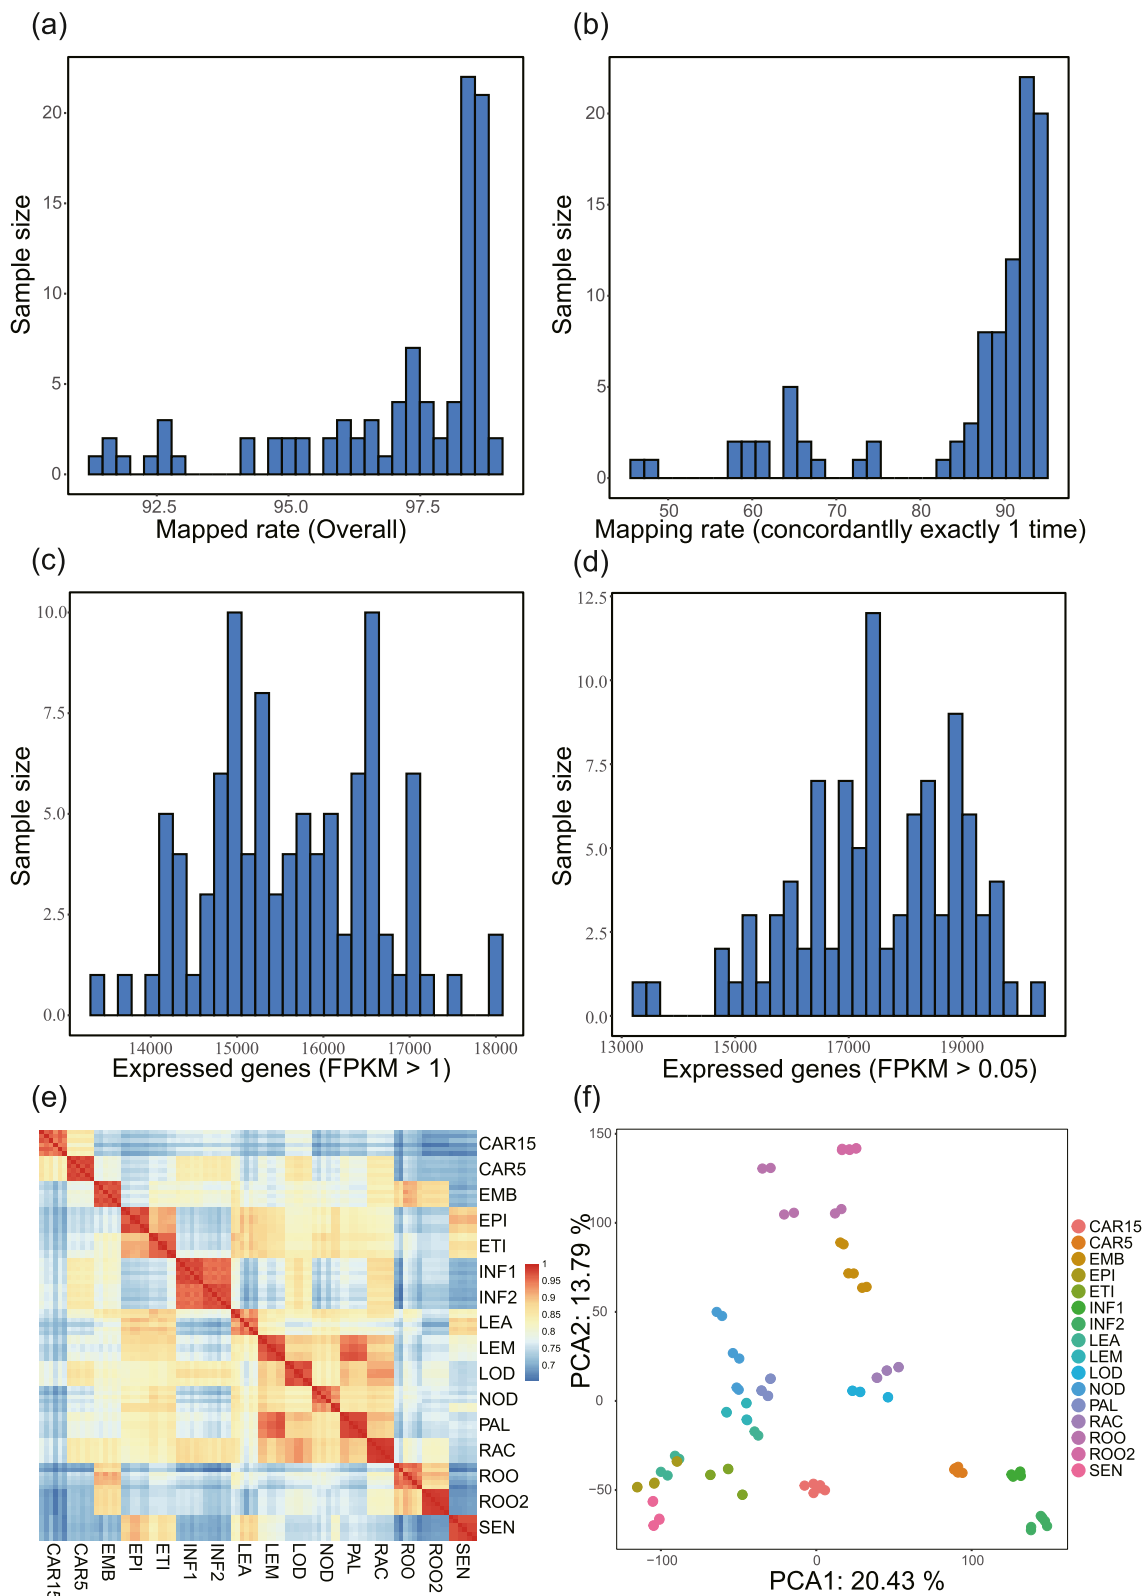 (a)
20
15
10
5
0
Sample size
92.5
95.0
97.5
Mapped rate (Overall)
(b)
20
15
10
5
0
Sample size
50
60
70
80
90
Mapping rate (concordantlly exactly 1 time)
(c)
10.0
7.5
5.0
2.5
0.0
Sample size
14000
15000
16000
17000
18000
Expressed genes (FPKM > 1)
(d)
12.5
10.0
7.5
5.0
2.5
0.0
Sample size
13000
15000
17000
19000
Expressed genes (FPKM > 0.05)
(e)
CAR15
CAR5
EMB
EPI
ETI
INF1
INF2
LEA
LEM
LOD
NOD
PAL
RAC
ROO
ROO2
SEN
1
0.95
0.9
0.85
0.8
0.75
0.7
CAR15
CAR5
EMB
EPI
ETI
INF1
INF2
LEA
LEM
LOD
NOD
PAL
RAC
ROO
ROO2
SEN
(f)
150
100
50
0
−50
PCA2: 13.79 %
−100
0
100
PCA1: 20.43 %
CAR15
CAR5
EMB
EPI
ETI
INF1
INF2
LEA
LEM
LOD
NOD
PAL
RAC
ROO
ROO2
SEN